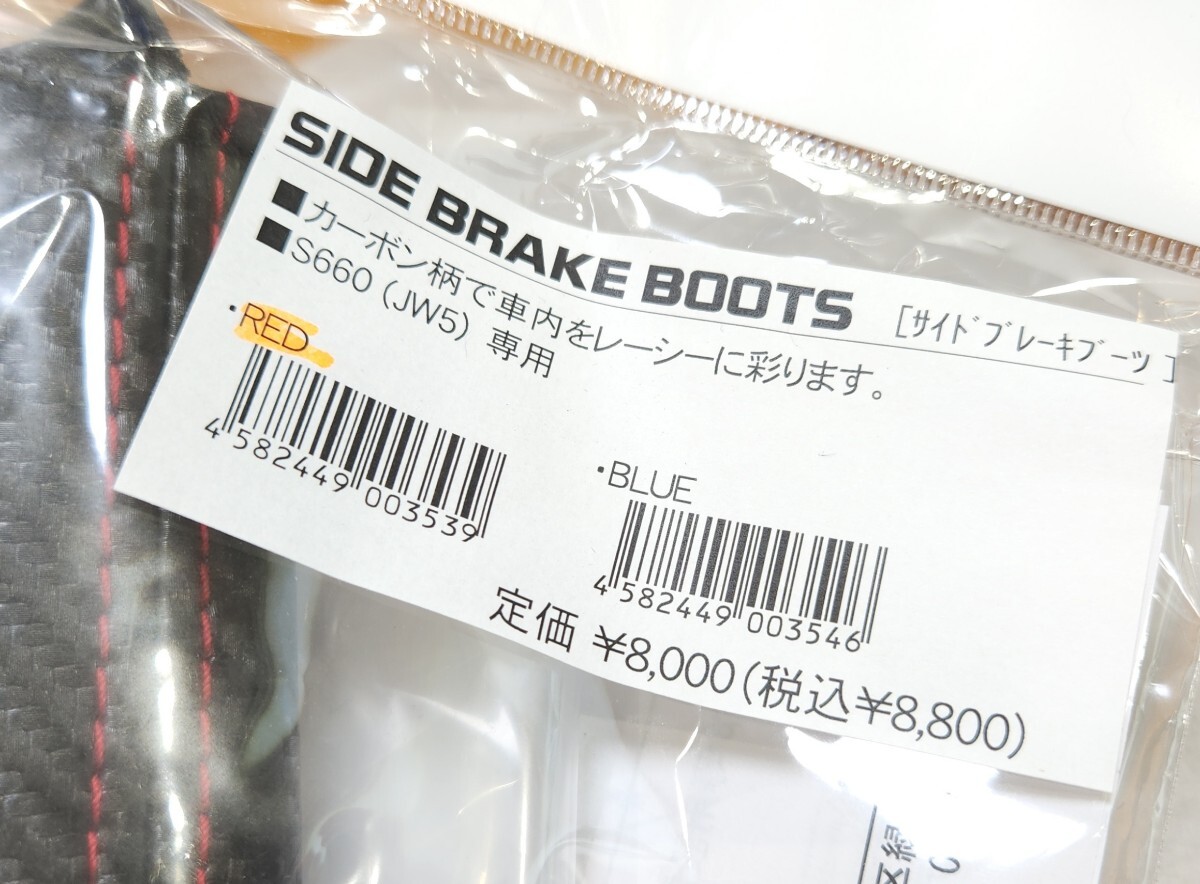 SIDE BRAKE BOOTS [ｻｲﾄﾞﾌﾞﾚｰｷﾌﾞｰﾂ]
■カーボン柄で車内をレーシーに彩ります。
■S660 (JW5) 専用
・RED
4 582449 003539
・BLUE
4 582449 003546
定価 ¥8,000(税込¥8,800)